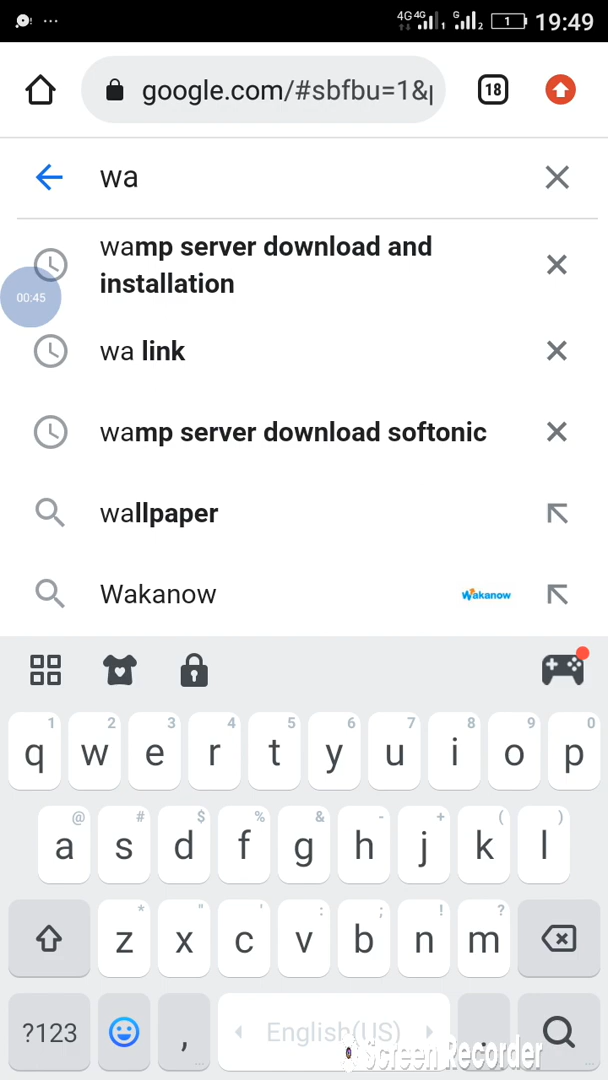 4G 4G 1 G 2 1 19:49
google.com/#sbfbu=1&
18
wa
wamp server download and
installation
00:45
wa link
wamp server download softonic
wallpaper
Wakanow
Wakanow
1 2 3 4 5 6 7 8 9 0
q w e r t y u i o p
@ # $ % & - + ( )
a s d f g h j k l
* " ' : ; ! ?
z x c v b n m
?123 , English(US) .
Screen Recorder